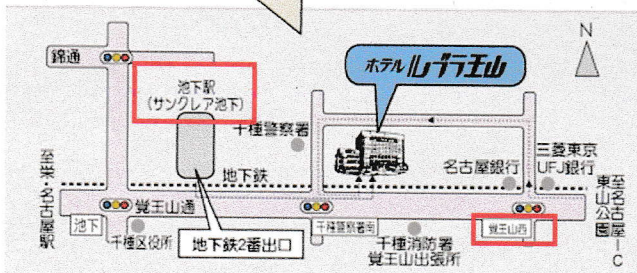 N
錦通
池下駅
(サンクレア池下)
ホテル ルブラ王山
千種警察署
地下鉄
名古屋銀行
三菱東京
UFJ銀行
至栄・名古屋駅
東山公園
至名古屋IC
覚王山通
池下
千種区役所
地下鉄2番出口
千種警察署南
千種消防署
覚王山出張所
覚王山西